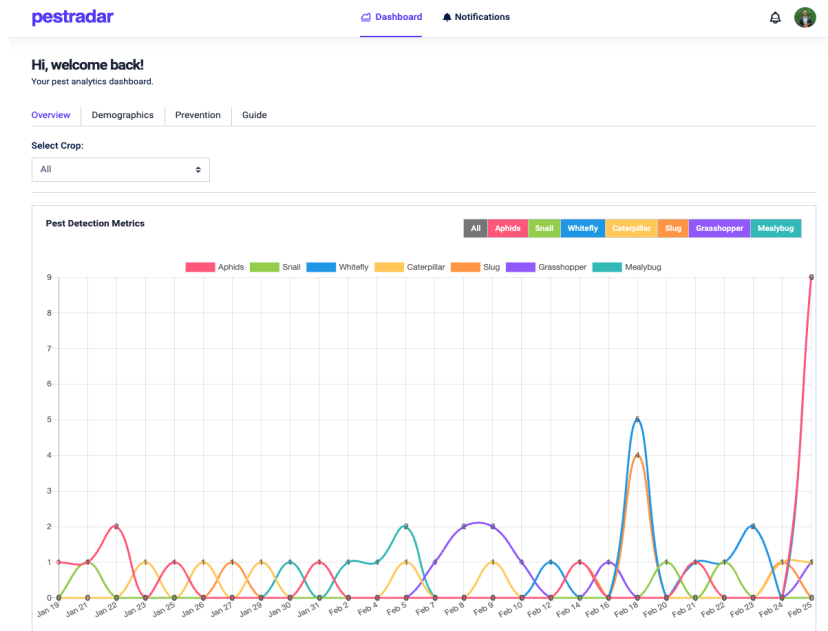 pestradar
Dashboard Notifications
Hi, welcome back!
Your pest analytics dashboard.
Overview Demographics Prevention Guide
Select Crop:
All
Pest Detection Metrics
All Aphids Snail Whitefly Caterpillar Slug Grasshopper Mealybug
Aphids Snail Whitefly Caterpillar Slug Grasshopper Mealybug
9
8
7
6
5
4
3
2
1
0
Jan 19 Jan 21 Jan 22 Jan 23 Jan 25 Jan 26 Jan 27 Jan 29 Jan 30 Jan 31 Feb 2 Feb 4 Feb 5 Feb 7 Feb 8 Feb 9 Feb 10 Feb 12 Feb 14 Feb 16 Feb 18 Feb 20 Feb 21 Feb 22 Feb 23 Feb 24 Feb 25